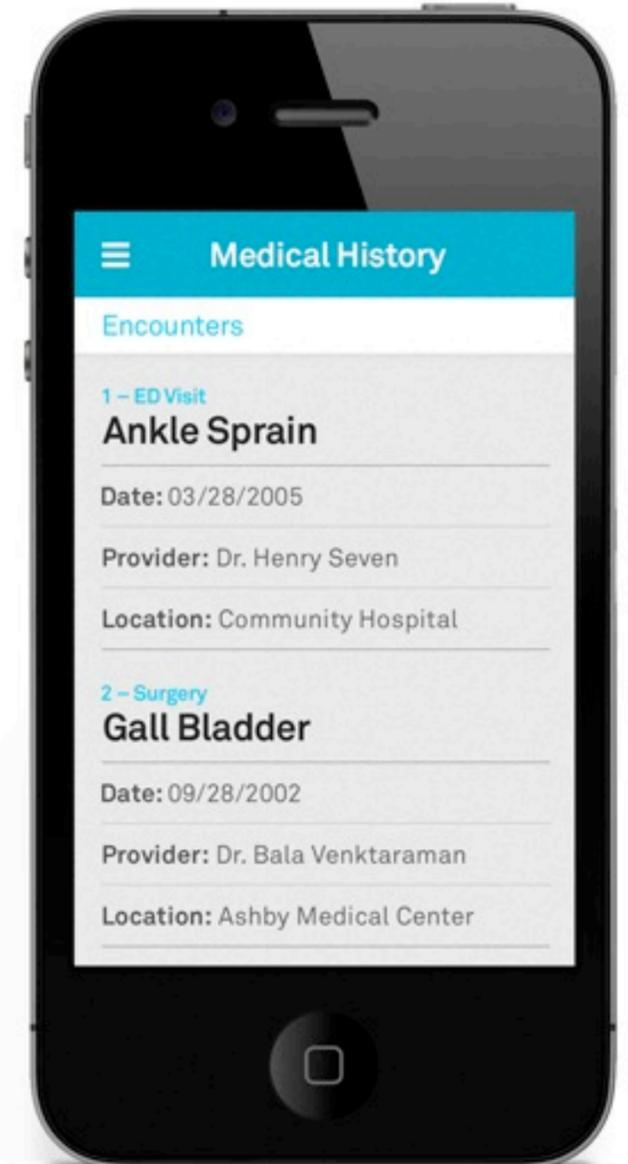 Medical History
Encounters
1 – ED Visit
Ankle Sprain
Date: 03/28/2005
Provider: Dr. Henry Seven
Location: Community Hospital
2 – Surgery
Gall Bladder
Date: 09/28/2002
Provider: Dr. Bala Venktaraman
Location: Ashby Medical Center